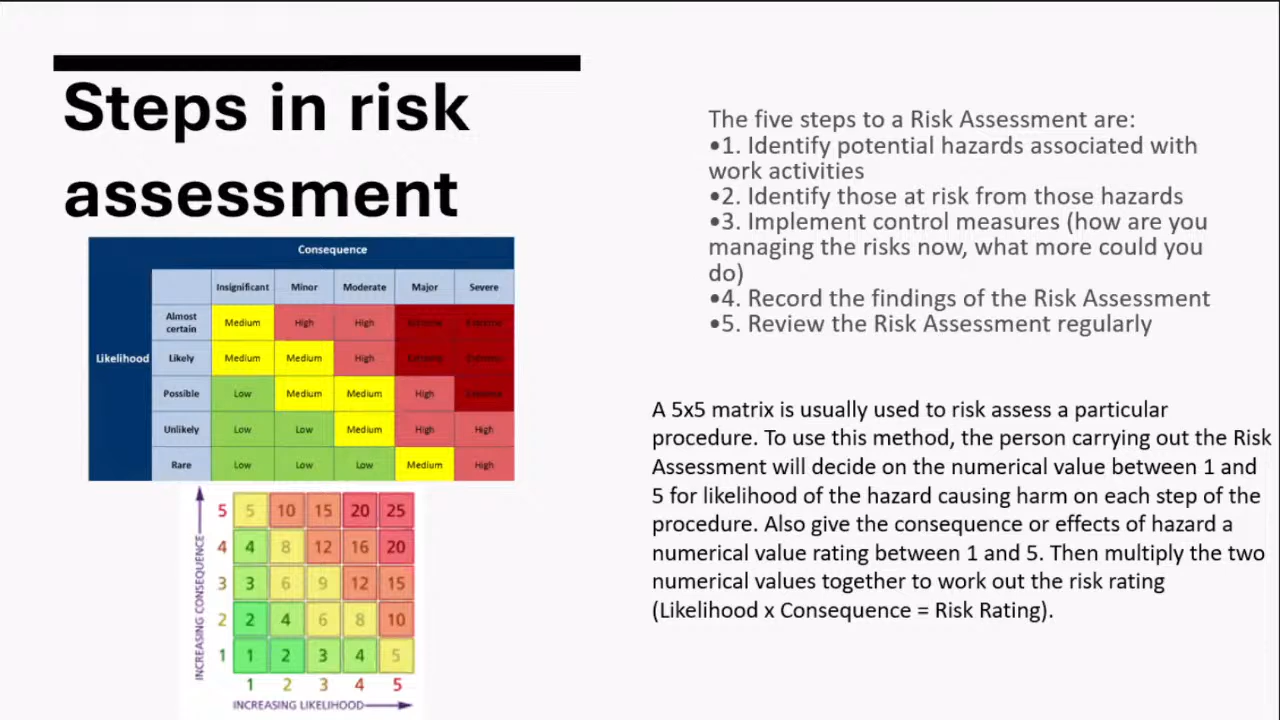 Steps in risk
assessment
Consequence
Insignificant Minor Moderate Major Severe
Almost
certain
Medium High High Extreme Extreme
Likelihood
Likely Medium Medium High Extreme Extreme
Possible Low Medium Medium High Extreme
Unlikely Low Low Medium High High
Rare Low Low Low Medium High
INCREASING CONSEQUENCE
5 5 10 15 20 25
4 4 8 12 16 20
3 3 6 9 12 15
2 2 4 6 8 10
1 1 2 3 4 5
1 2 3 4 5
INCREASING LIKELIHOOD
The five steps to a Risk Assessment are:
•1. Identify potential hazards associated with
work activities
•2. Identify those at risk from those hazards
•3. Implement control measures (how are you
managing the risks now, what more could you
do)
•4. Record the findings of the Risk Assessment
•5. Review the Risk Assessment regularly
A 5x5 matrix is usually used to risk assess a particular
procedure. To use this method, the person carrying out the Risk
Assessment will decide on the numerical value between 1 and
5 for likelihood of the hazard causing harm on each step of the
procedure. Also give the consequence or effects of hazard a
numerical value rating between 1 and 5. Then multiply the two
numerical values together to work out the risk rating
(Likelihood x Consequence = Risk Rating).